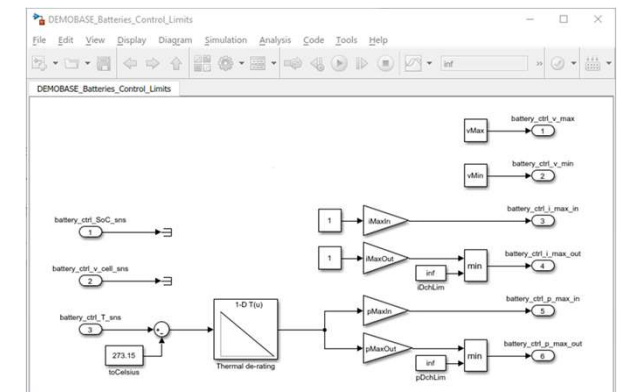 DEMOBASE_Batteries_Control_Limits
File Edit View Display Diagram Simulation Analysis Code Tools Help
inf
DEMOBASE_Batteries_Control_Limits
vMax
battery_ctrl_v_max
1
vMin
battery_ctrl_v_min
2
battery_ctrl_SoC_sns
1
1
iMaxIn
battery_ctrl_i_max_in
3
battery_ctrl_v_cell_sns
2
1
iMaxOut
inf
iDchLim
min
battery_ctrl_i_max_out
4
battery_ctrl_T_sns
3
273.15
toCelsius
1-D T(u)
Thermal de-rating
pMaxIn
battery_ctrl_p_max_in
5
pMaxOut
inf
pDchLim
min
battery_ctrl_p_max_out
6